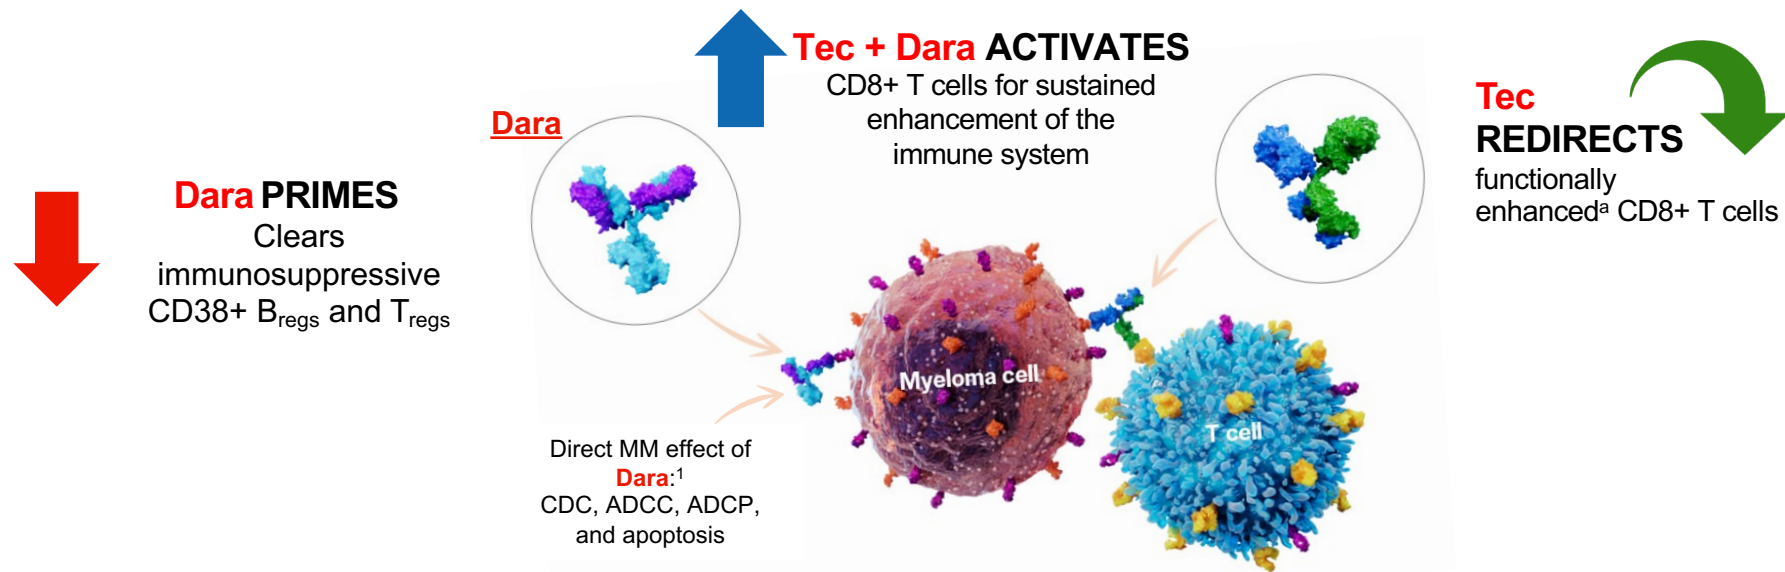 Dara PRIMES
Clears
immunosuppressive
CD38+ Bregs and Tregs
Dara
Tec + Dara ACTIVATES
CD8+ T cells for sustained
enhancement of the
immune system
Tec
REDIRECTS
functionally
enhancedᵃ CD8+ T cells
Myeloma cell
T cell
Direct MM effect of
Dara:¹
CDC, ADCC, ADCP,
and apoptosis